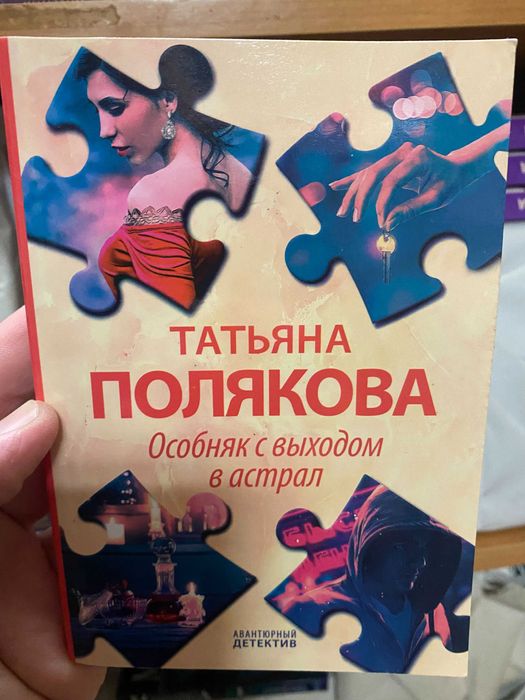 ТАТЬЯНА
ПОЛЯКОВА
Особняк с выходом
в астрал
АВАНТЮРНЫЙ
ДЕТЕКТИВ